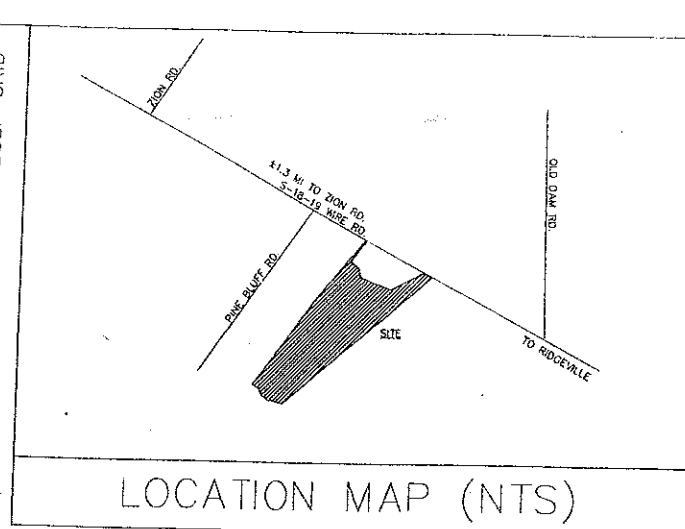 ZION RD.
±1.3 MI TO ZION RD.
S-18-19 WIRE RD.
OLD DAM RD.
PINE BLUFF RD.
SITE
TO RIDGEVILLE
LOCATION MAP (NTS)